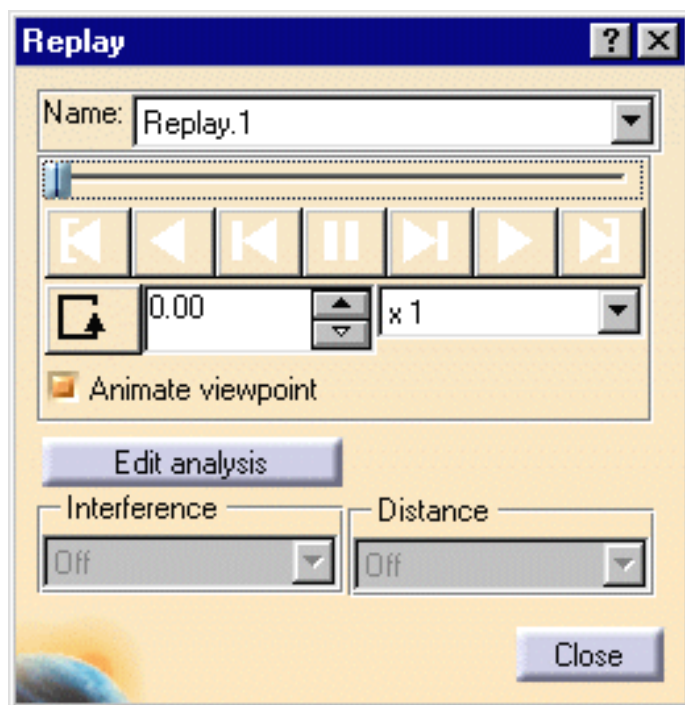 Replay
Name: Replay.1
0.00 x 1
Animate viewpoint
Edit analysis
Interference Distance
Off Off
Close